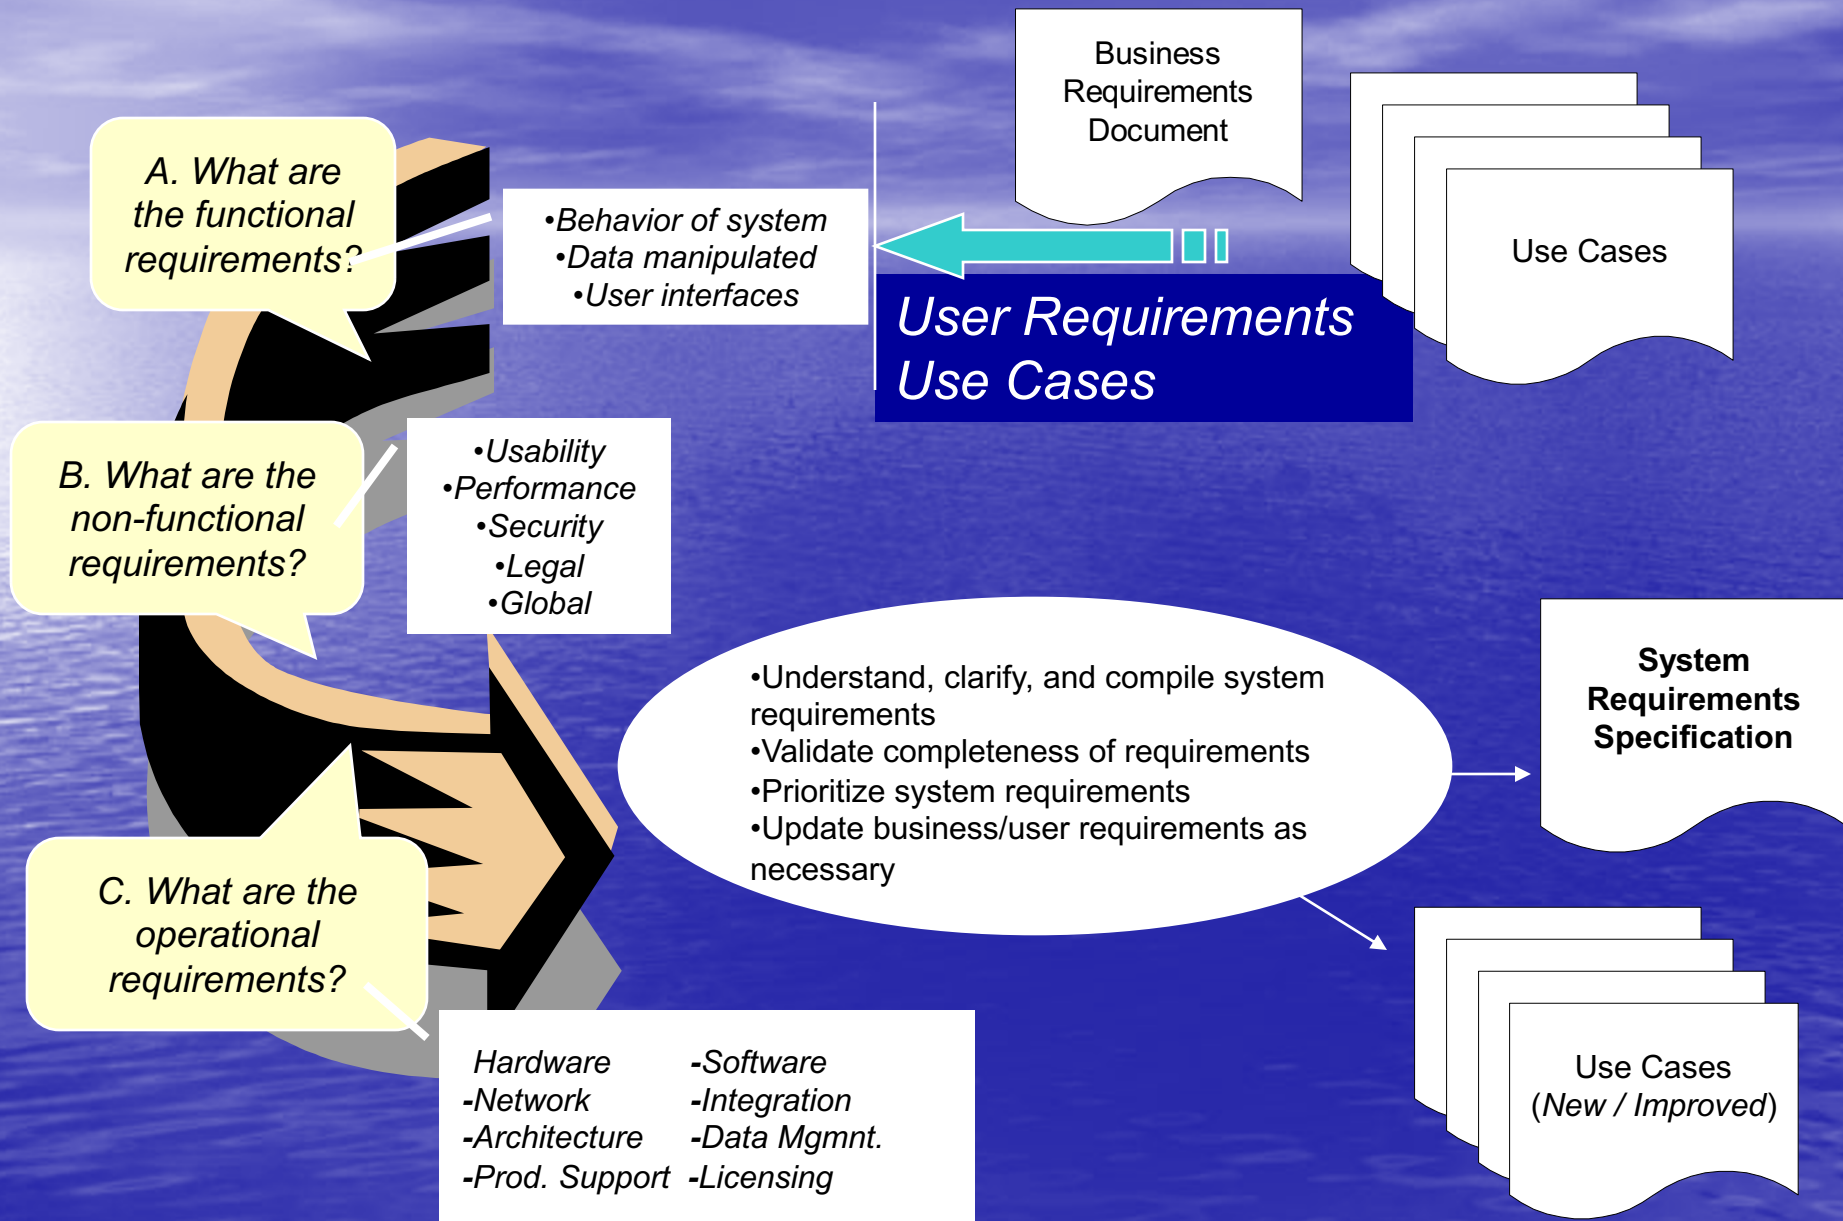 Business
Requirements
Document
Use Cases
A. What are
the functional
requirements?
•Behavior of system
•Data manipulated
•User interfaces
User Requirements
Use Cases
B. What are the
non-functional
requirements?
•Usability
•Performance
•Security
•Legal
•Global
•Understand, clarify, and compile system
requirements
•Validate completeness of requirements
•Prioritize system requirements
•Update business/user requirements as
necessary
System
Requirements
Specification
C. What are the
operational
requirements?
Hardware -Software
-Network -Integration
-Architecture -Data Mgmnt.
-Prod. Support -Licensing
Use Cases
(New / Improved)